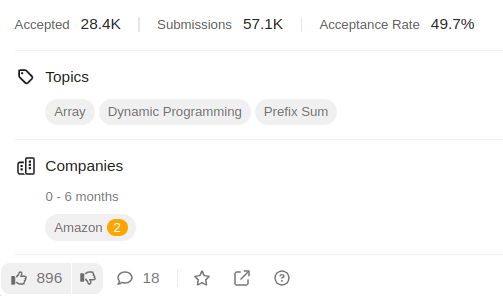 Accepted 28.4K | Submissions 57.1K | Acceptance Rate 49.7%
Topics
Array Dynamic Programming Prefix Sum
Companies
0 - 6 months
Amazon 2
896 18